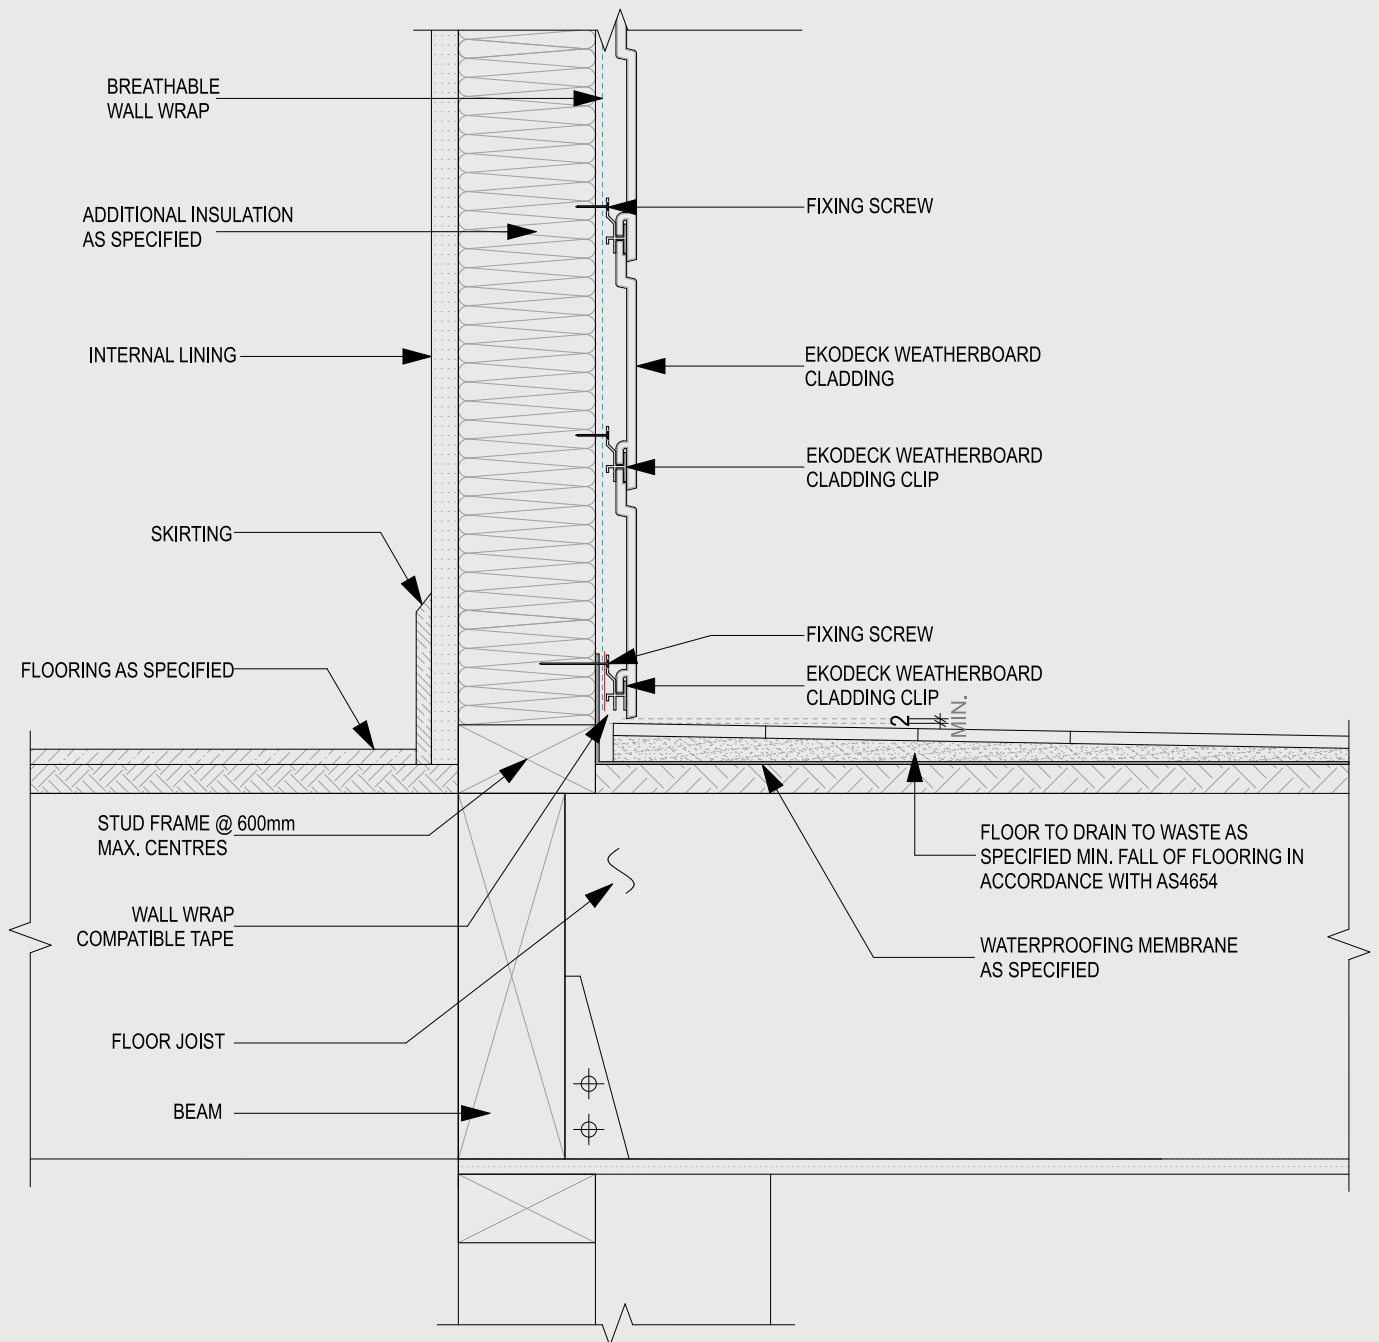 BREATHABLE
WALL WRAP
ADDITIONAL INSULATION
AS SPECIFIED
FIXING SCREW
INTERNAL LINING
EKODECK WEATHERBOARD
CLADDING
EKODECK WEATHERBOARD
CLADDING CLIP
SKIRTING
FIXING SCREW
FLOORING AS SPECIFIED
EKODECK WEATHERBOARD
CLADDING CLIP
2
MIN.
STUD FRAME @ 600mm
MAX. CENTRES
FLOOR TO DRAIN TO WASTE AS
SPECIFIED MIN. FALL OF FLOORING IN
ACCORDANCE WITH AS4654
WALL WRAP
COMPATIBLE TAPE
WATERPROOFING MEMBRANE
AS SPECIFIED
FLOOR JOIST
BEAM